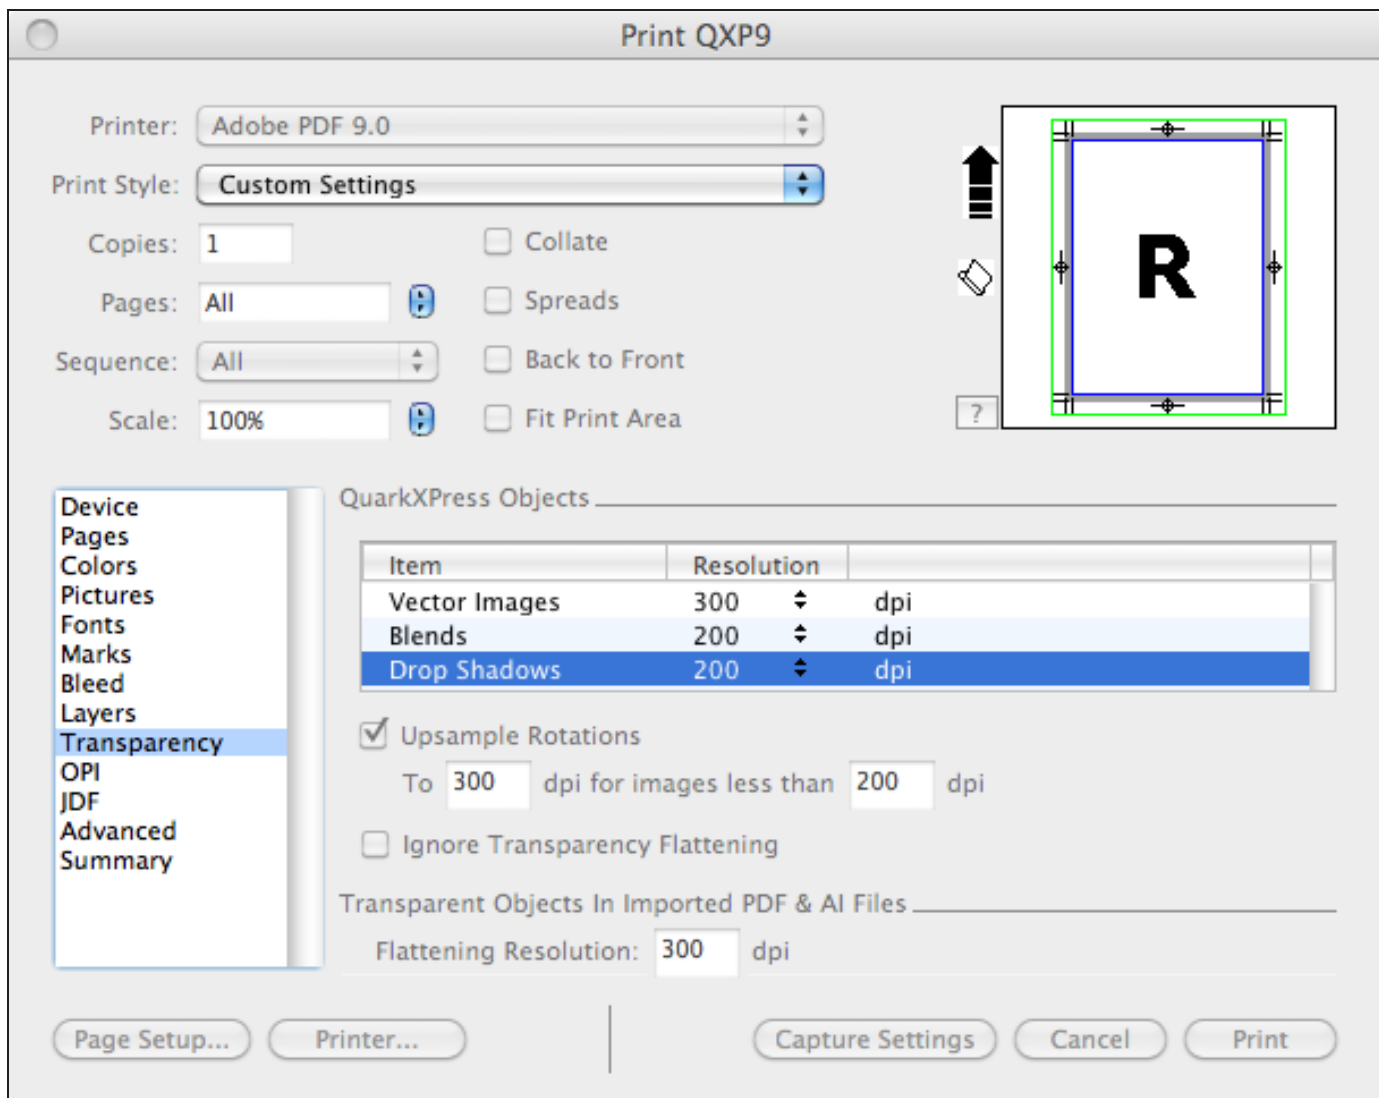 Print QXP9
Printer: Adobe PDF 9.0
Print Style: Custom Settings
Copies: 1 Collate
Pages: All Spreads
Sequence: All Back to Front
Scale: 100% Fit Print Area
R
?
Device
Pages
Colors
Pictures
Fonts
Marks
Bleed
Layers
Transparency
OPI
JDF
Advanced
Summary
QuarkXPress Objects
Item Resolution
Vector Images 300 dpi
Blends 200 dpi
Drop Shadows 200 dpi
Upsample Rotations
To 300 dpi for images less than 200 dpi
Ignore Transparency Flattening
Transparent Objects In Imported PDF & AI Files
Flattening Resolution: 300 dpi
Page Setup... Printer... Capture Settings Cancel Print